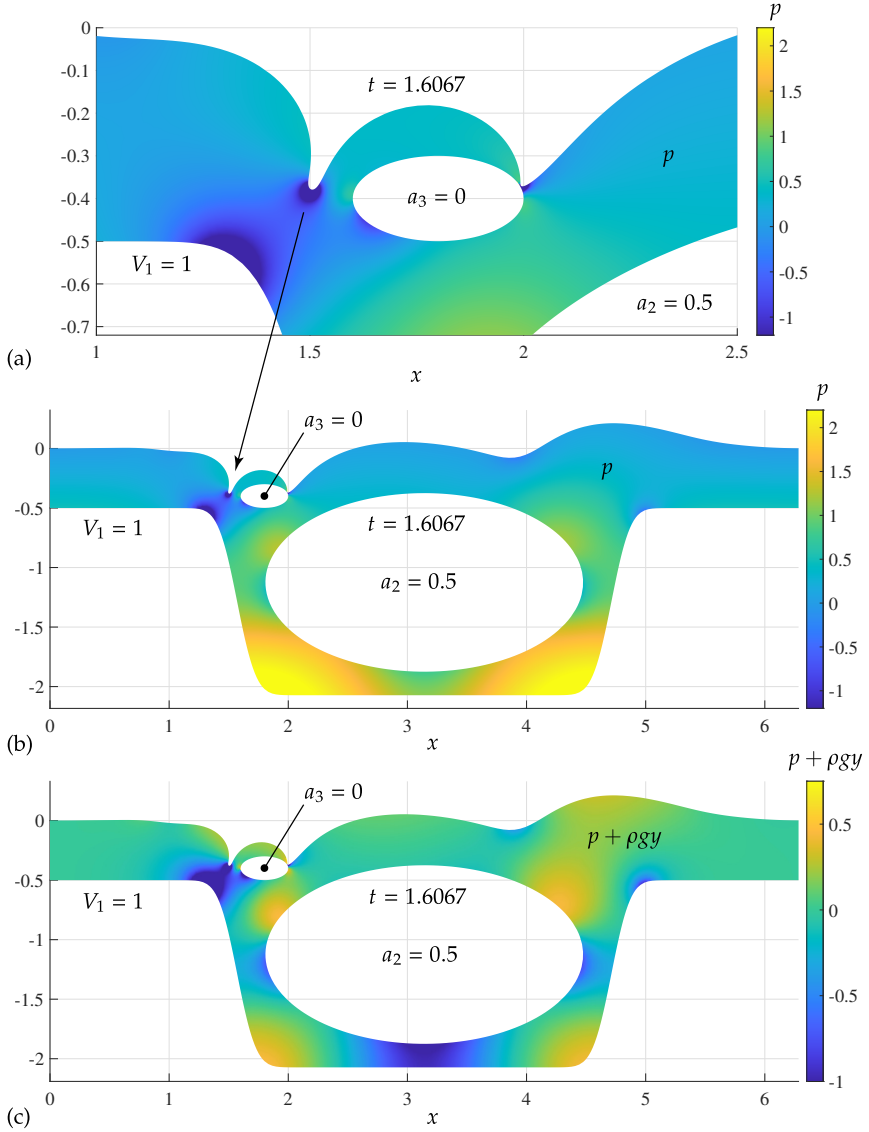 p
0
-0.1
-0.2
-0.3
-0.4
-0.5
-0.6
-0.7
t = 1.6067
p
a₃ = 0
V₁ = 1
a₂ = 0.5
2
1.5
1
0.5
0
-0.5
-1
1 1.5 2 2.5
(a)
x
p
a₃ = 0
0
-0.5
-1
-1.5
-2
p
V₁ = 1
t = 1.6067
a₂ = 0.5
2
1.5
1
0.5
0
-0.5
-1
0 1 2 3 4 5 6
(b)
x
p + ρgy
a₃ = 0
0
-0.5
-1
-1.5
-2
p + ρgy
V₁ = 1
t = 1.6067
a₂ = 0.5
0.5
0
-0.5
-1
0 1 2 3 4 5 6
(c)
x